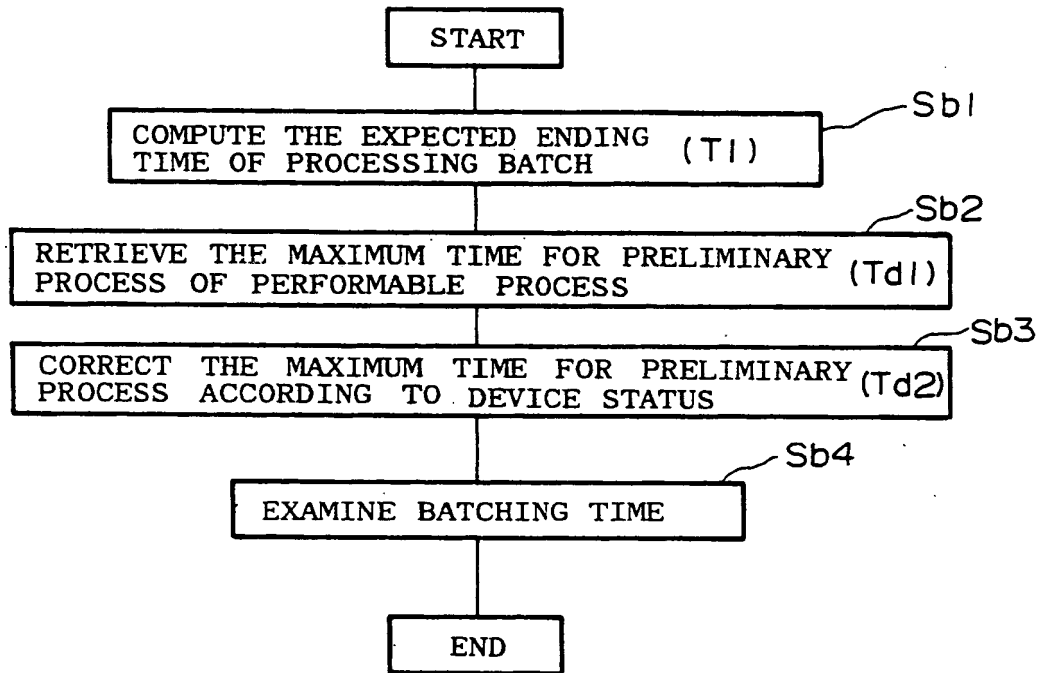 START
Sb1
COMPUTE THE EXPECTED ENDING (T1)
TIME OF PROCESSING BATCH
Sb2
RETRIEVE THE MAXIMUM TIME FOR PRELIMINARY (Td1)
PROCESS OF PERFORMABLE PROCESS
Sb3
CORRECT THE MAXIMUM TIME FOR PRELIMINARY (Td2)
PROCESS ACCORDING TO DEVICE STATUS
Sb4
EXAMINE BATCHING TIME
END